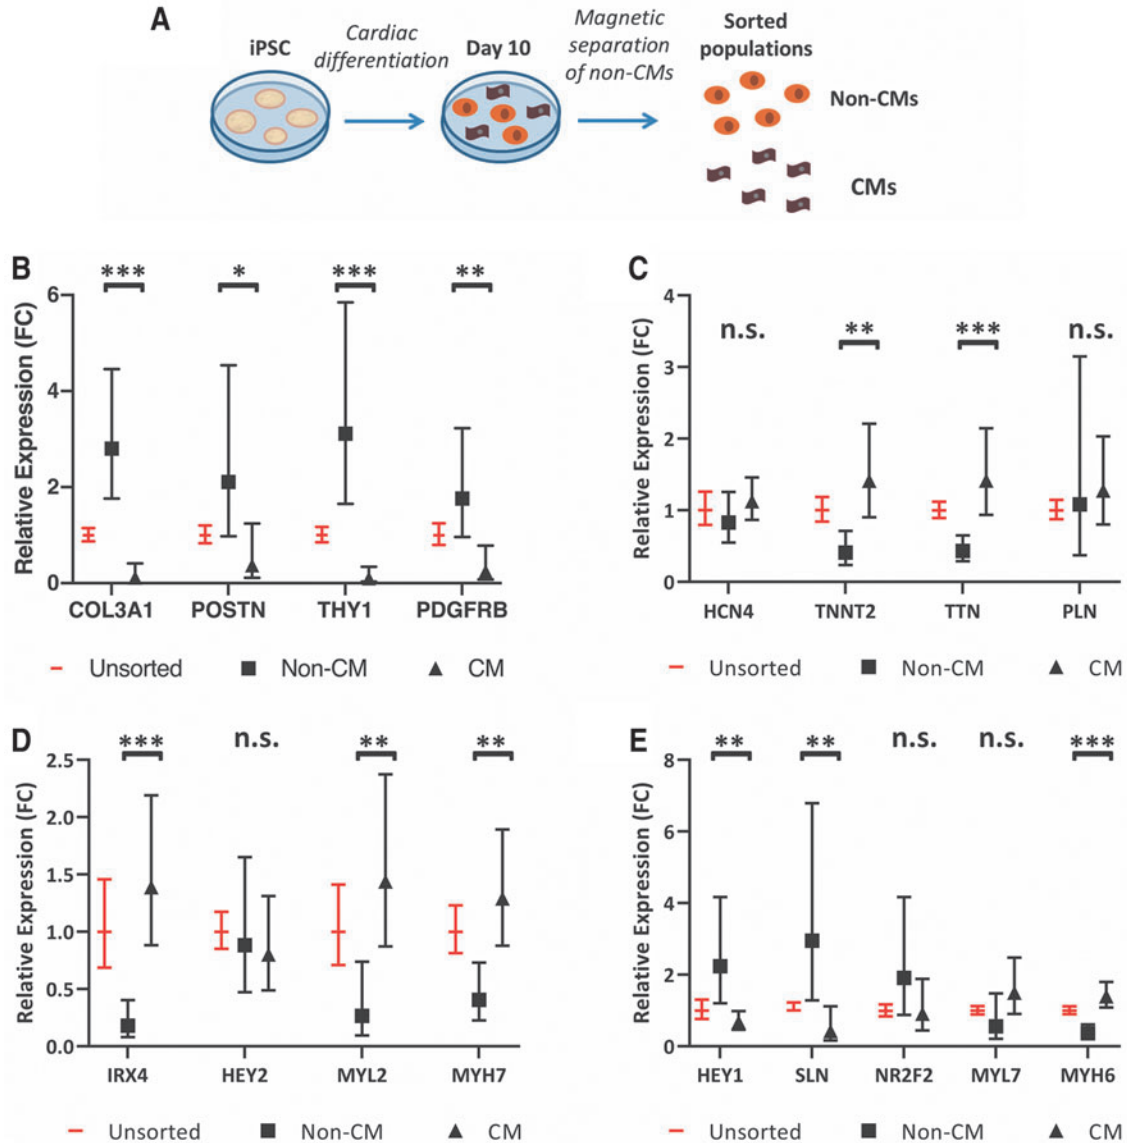 A
iPSC
Cardiac
differentiation
Day 10
Magnetic
separation
of non-CMs
Sorted
populations
Non-CMs
CMs
B
*** * *** **
Relative Expression (FC)
6
4
2
0
COL3A1 POSTN THY1 PDGFRB
Unsorted Non-CM CM
C
n.s. ** *** n.s.
Relative Expression (FC)
4
3
2
1
0
HCN4 TNNT2 TTN PLN
Unsorted Non-CM CM
D
*** n.s. ** **
Relative Expression (FC)
2.5
2.0
1.5
1.0
0.5
0.0
IRX4 HEY2 MYL2 MYH7
Unsorted Non-CM CM
E
** ** n.s. n.s. ***
Relative Expression (FC)
8
6
4
2
0
HEY1 SLN NR2F2 MYL7 MYH6
Unsorted Non-CM CM